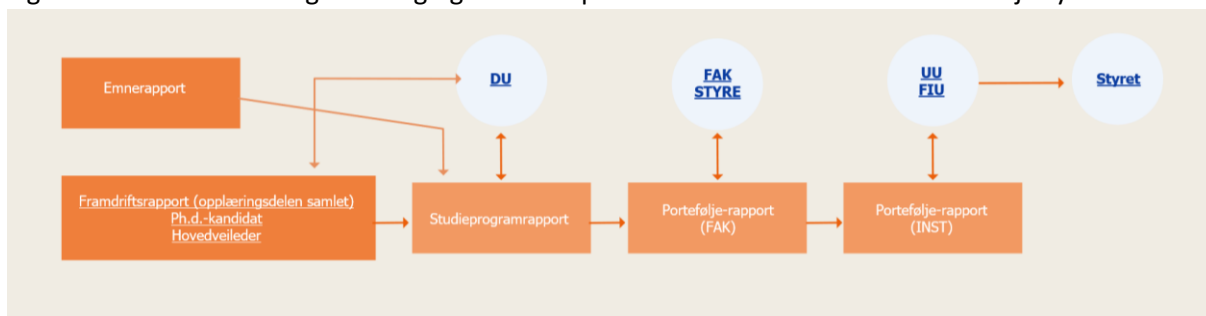 Emnerapport
DU
FAK
STYRE
UU
FIU
Styret
Framdriftsrapport (opplæringsdelen samlet)
Ph.d.-kandidat
Hovedveileder
Studieprogramrapport
Portefølje-rapport
(FAK)
Portefølje-rapport
(INST)